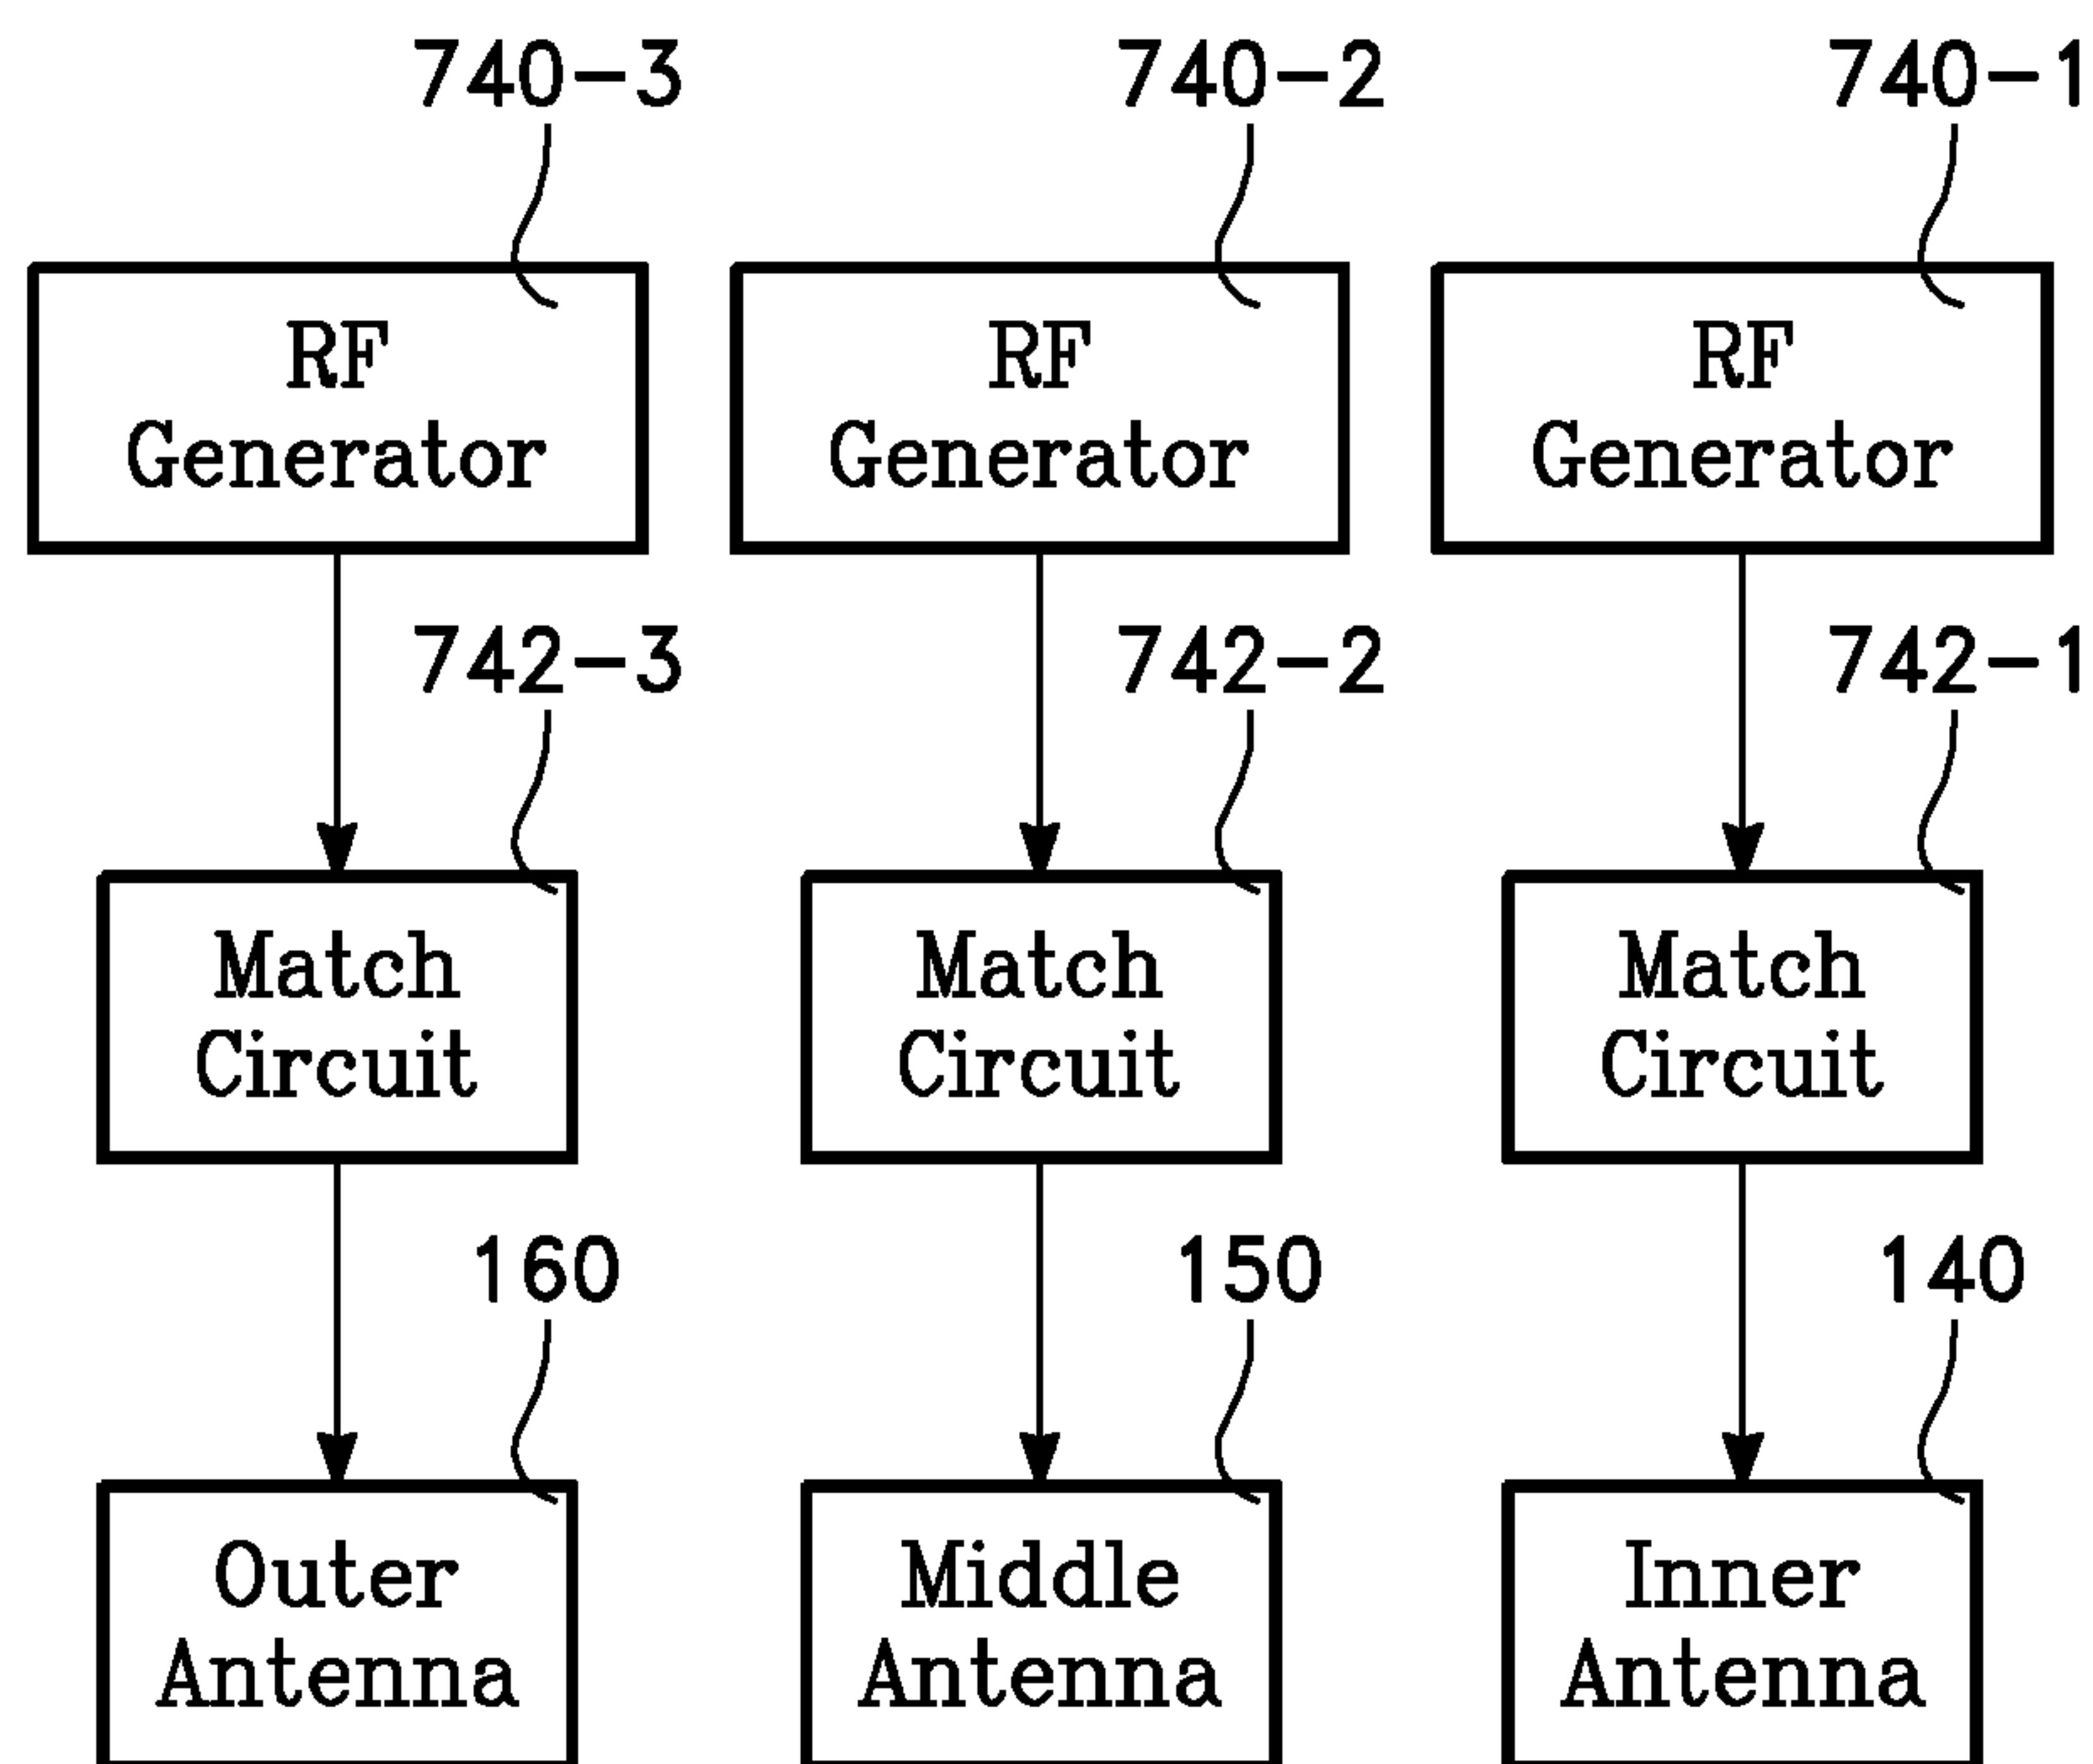 740-3 740-2 740-1
RF RF RF
Generator Generator Generator
742-3 742-2 742-1
Match Match Match
Circuit Circuit Circuit
160 150 140
Outer Middle Inner
Antenna Antenna Antenna